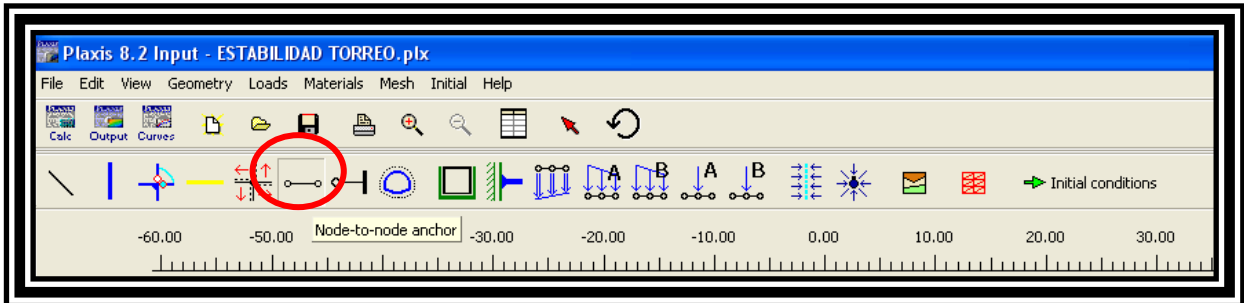 Plaxis 8.2 Input - ESTABILIDAD TORREO.plx
File Edit View Geometry Loads Materials Mesh Initial Help
Calc Output Curves
A B A B Initial conditions
Node-to-node anchor
-60.00 -50.00 -30.00 -20.00 -10.00 0.00 10.00 20.00 30.00